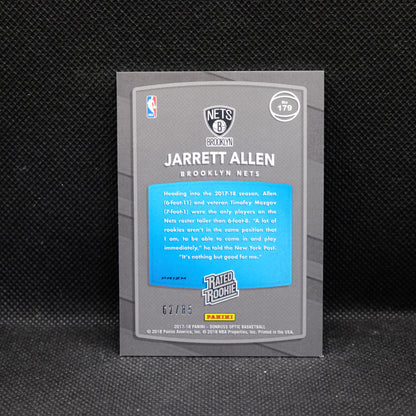 NBA
NETS
B
BROOKLYN
No
179
JARRETT ALLEN
BROOKLYN NETS
Heading into the 2017-18 season, Allen
(6-foot-11) and veteran Timofey Mozgov
(7-foot-1) were the only players on the
Nets roster taller than 6-foot-8. "A lot of
rookies aren't in the same position that
I am, to be able to come in and play
immediately," he told the New York Post.
"It's nothing but good for me."
PRIZM
RATED
ROOKIE
PANINI
2017-18 PANINI – DONRUSS OPTIC BASKETBALL
© 2018 Panini America, Inc. © 2018 NBA Properties, Inc. Printed in the USA.